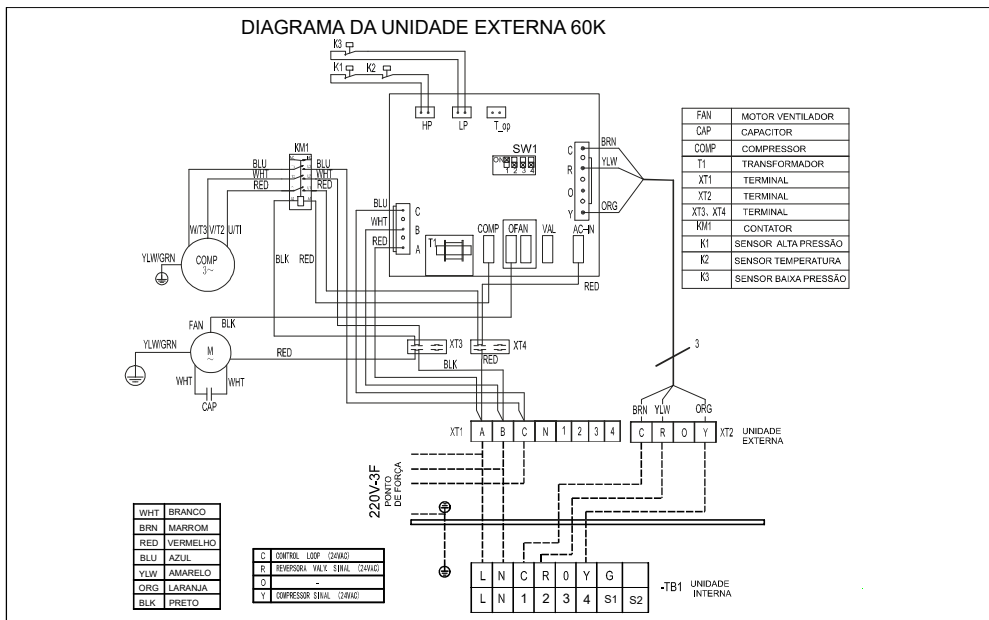 DIAGRAMA DA UNIDADE EXTERNA 60K
K3
K1 K2
HP LP T_op
SW1
ON
1 2 3 4
C BRN
R YLW
O
Y ORG
KM1
BLU BLU
WHT WHT
RED RED
W/T3 V/T2 U/T1
COMP
3~
YLW/GRN
BLK RED
BLU C
WHT B
RED A
T1
COMP OFAN VAL AC-IN
RED
FAN BLK
YLW/GRN
M
~
RED
WHT WHT
CAP
XT3 XT4
BLK RED
3
BRN YLW ORG
XT1 A B C N 1 2 3 4
C R O Y XT2 UNIDADE
EXTERNA
220V-3F
PONTO
DE FORÇA
L N C R 0 Y G
L N 1 2 3 4 S1 S2
-TB1 UNIDADE
INTERNA
FAN MOTOR VENTILADOR
CAP CAPACITOR
COMP COMPRESSOR
T1 TRANSFORMADOR
XT1 TERMINAL
XT2 TERMINAL
XT3、XT4 TERMINAL
KM1 CONTATOR
K1 SENSOR ALTA PRESSÃO
K2 SENSOR TEMPERATURA
K3 SENSOR BAIXA PRESSÃO
WHT BRANCO
BRN MARROM
RED VERMELHO
BLU AZUL
YLW AMARELO
ORG LARANJA
BLK PRETO
C CONTROL LOOP (24VAC)
R REVERSORA SINAL (24VAC)
O -
Y COMPRESSOR SINAL (24VAC)